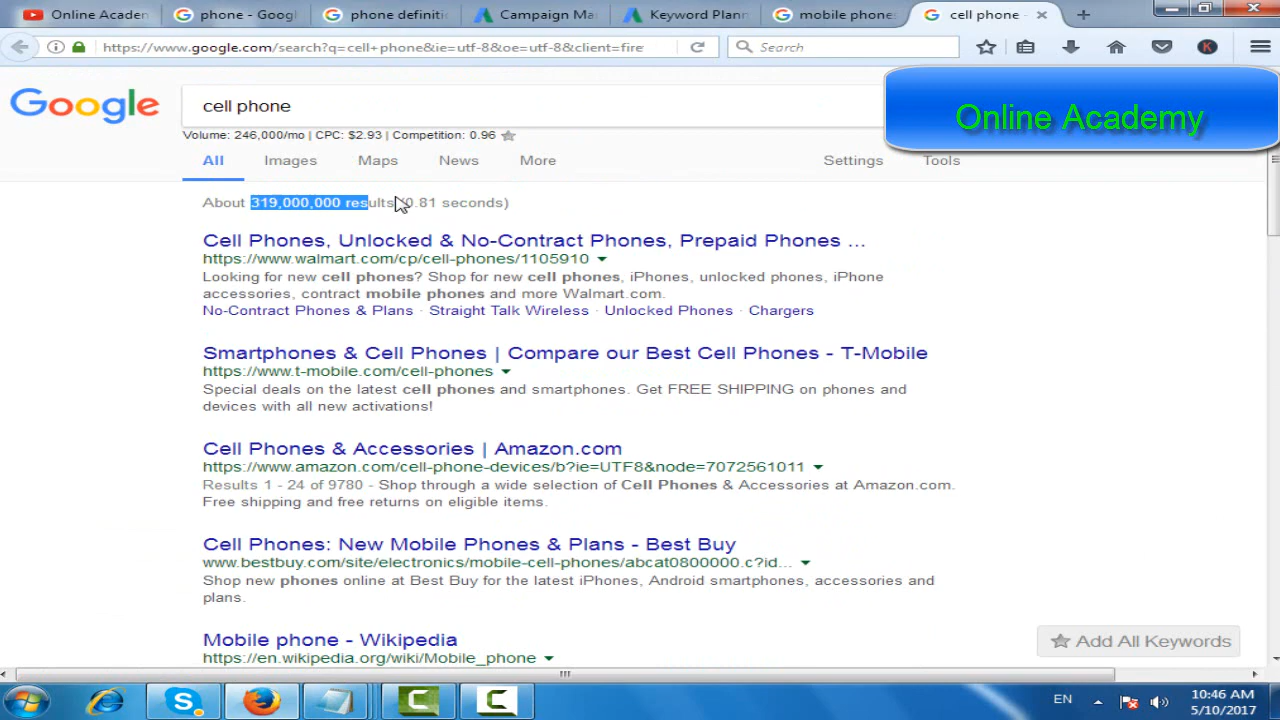 Online Acaden
phone - Googl
phone definiti
Campaign Ma
Keyword Plann
mobile phone
cell phone -
https://www.google.com/search?q=cell+phone&ie=utf-8&oe=utf-8&client=fire
Search
K
Google
cell phone
Online Academy
Volume: 246,000/mo | CPC: $2.93 | Competition: 0.96
All Images Maps News More Settings Tools
About 319,000,000 results (0.81 seconds)
Cell Phones, Unlocked & No-Contract Phones, Prepaid Phones ...
https://www.walmart.com/cp/cell-phones/1105910
Looking for new cell phones? Shop for new cell phones, iPhones, unlocked phones, iPhone
accessories, contract mobile phones and more Walmart.com.
No-Contract Phones & Plans · Straight Talk Wireless · Unlocked Phones · Chargers
Smartphones & Cell Phones | Compare our Best Cell Phones - T-Mobile
https://www.t-mobile.com/cell-phones
Special deals on the latest cell phones and smartphones. Get FREE SHIPPING on phones and
devices with all new activations!
Cell Phones & Accessories | Amazon.com
https://www.amazon.com/cell-phone-devices/b?ie=UTF8&node=7072561011
Results 1 - 24 of 9780 - Shop through a wide selection of Cell Phones & Accessories at Amazon.com.
Free shipping and free returns on eligible items.
Cell Phones: New Mobile Phones & Plans - Best Buy
www.bestbuy.com/site/electronics/mobile-cell-phones/abcat0800000.c?id...
Shop new phones online at Best Buy for the latest iPhones, Android smartphones, accessories and
plans.
Mobile phone - Wikipedia
https://en.wikipedia.org/wiki/Mobile_phone
Add All Keywords
EN
10:46 AM
5/10/2017